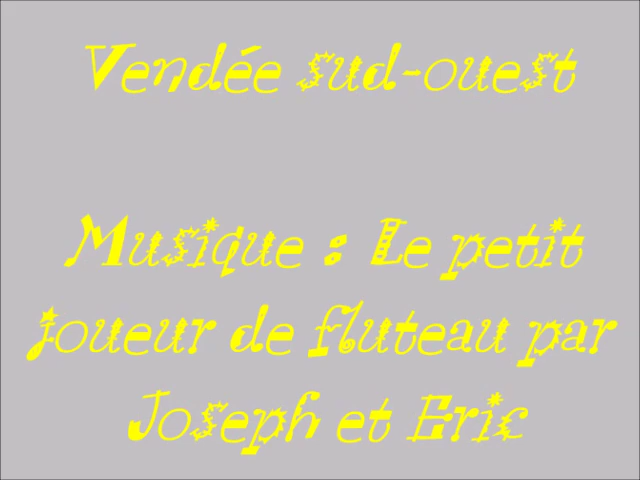 Vendée sud-ouest
Musique : Le petit
joueur de fluteau par
Joseph et Eric